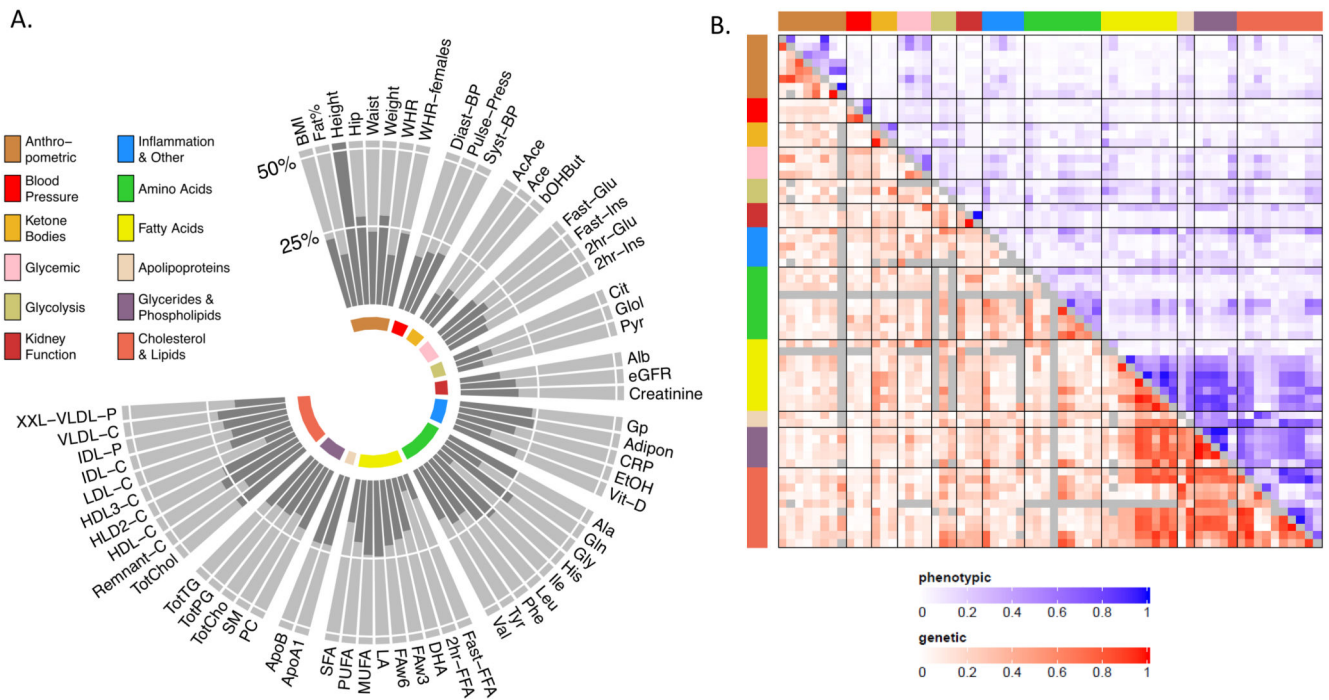 A.
B.
Anthro-
pometric
Blood
Pressure
Ketone
Bodies
Glycemic
Glycolysis
Kidney
Function
Inflammation
& Other
Amino Acids
Fatty Acids
Apolipoproteins
Glycerides &
Phospholipids
Cholesterol
& Lipids
50%
25%
BMI
Fat%
Height
Hip
Waist
Weight
WHR
WHR-females
Diast-BP
Pulse-Press
Syst-BP
AcAce
Ace
bOHBut
Fast-Glu
Fast-Ins
2hr-Glu
2hr-Ins
Cit
Glol
Pyr
Alb
eGFR
Creatinine
Gp
Adipon
CRP
EtOH
Vit-D
Ala
Gln
Gly
His
Ile
Leu
Phe
Tyr
Val
Fast-FFA
2hr-FFA
DHA
FAw3
FAw6
LA
MUFA
PUFA
SFA
ApoA1
ApoB
PC
SM
TotCho
TotPG
TotTG
TotChol
Remnant-C
HDL-C
HLD2-C
HDL3-C
LDL-C
IDL-C
IDL-P
VLDL-C
XXL-VLDL-P
phenotypic
0 0.2 0.4 0.6 0.8 1
genetic
0 0.2 0.4 0.6 0.8 1